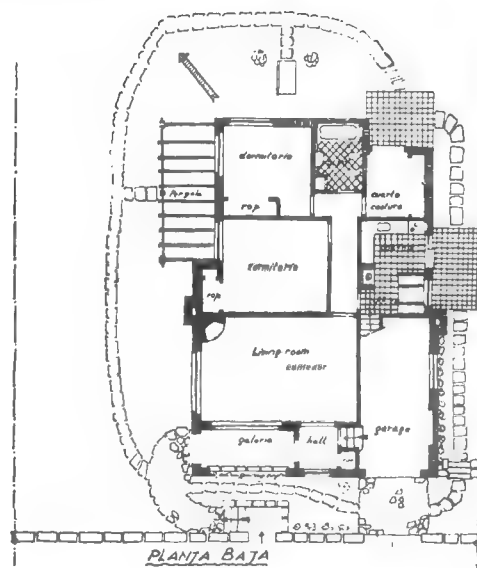 dormitorio
Pergola
rop.
cuarto
costura
dormitorio
rop
Living room
comedor
galeria
hall
garage
PLANTA BAJA